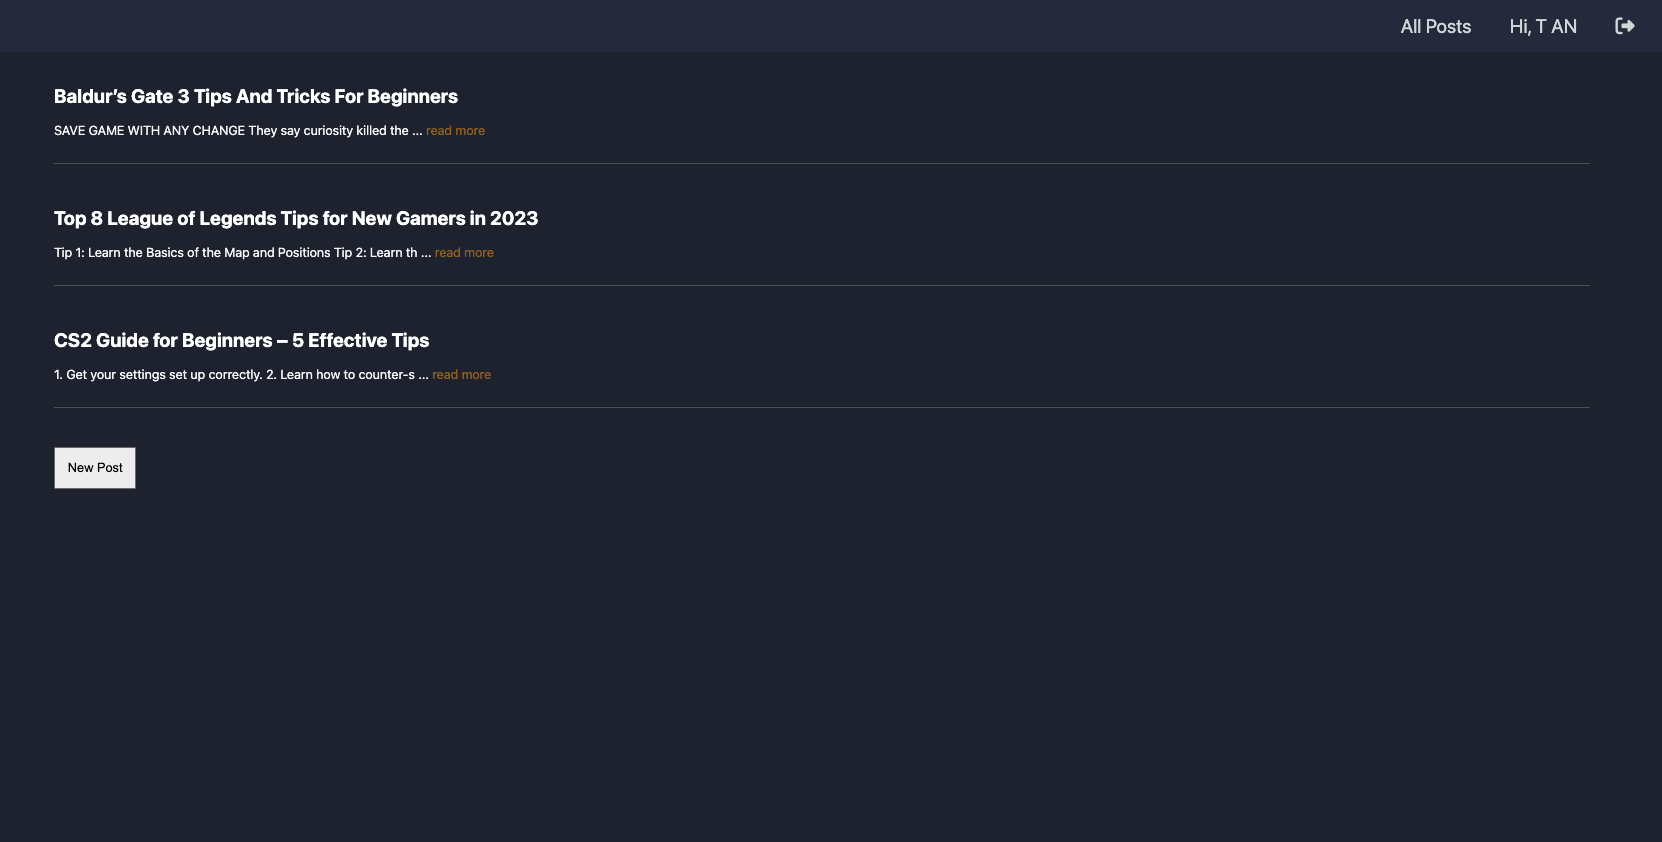 All Posts Hi, T AN
Baldur’s Gate 3 Tips And Tricks For Beginners
SAVE GAME WITH ANY CHANGE They say curiosity killed the ... read more
Top 8 League of Legends Tips for New Gamers in 2023
Tip 1: Learn the Basics of the Map and Positions Tip 2: Learn th ... read more
CS2 Guide for Beginners – 5 Effective Tips
1. Get your settings set up correctly. 2. Learn how to counter-s ... read more
New Post